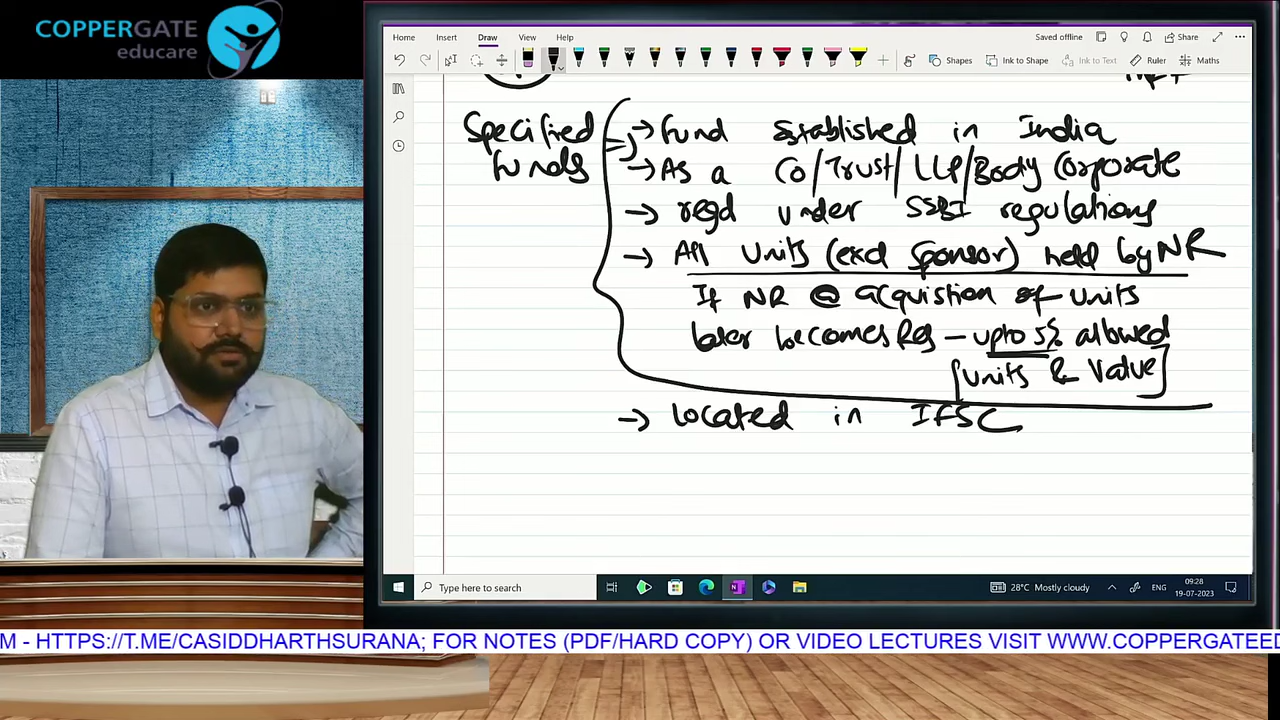 COPPERGATE
educare
Home Insert Draw View Help
Saved offline
Share
Shapes Ink to Shape Ink to Text Ruler Maths
Specified funds
→ Fund established in India
→ As a Co/Trust/LLP/Body Corporate
→ regd under SEBI regulations
→ All Units (excl sponsor) held by NR
If NR @ acquistion of units
later becomes Res – upto 5% allowed
[Units & Value]
→ Located in IFSC
Type here to search
28°C Mostly cloudy
ENG
09:28
19-07-2023
M - HTTPS://T.ME/CASIDDHARTHSURANA; FOR NOTES (PDF/HARD COPY) OR VIDEO LECTURES VISIT WWW.COPPERGATEED